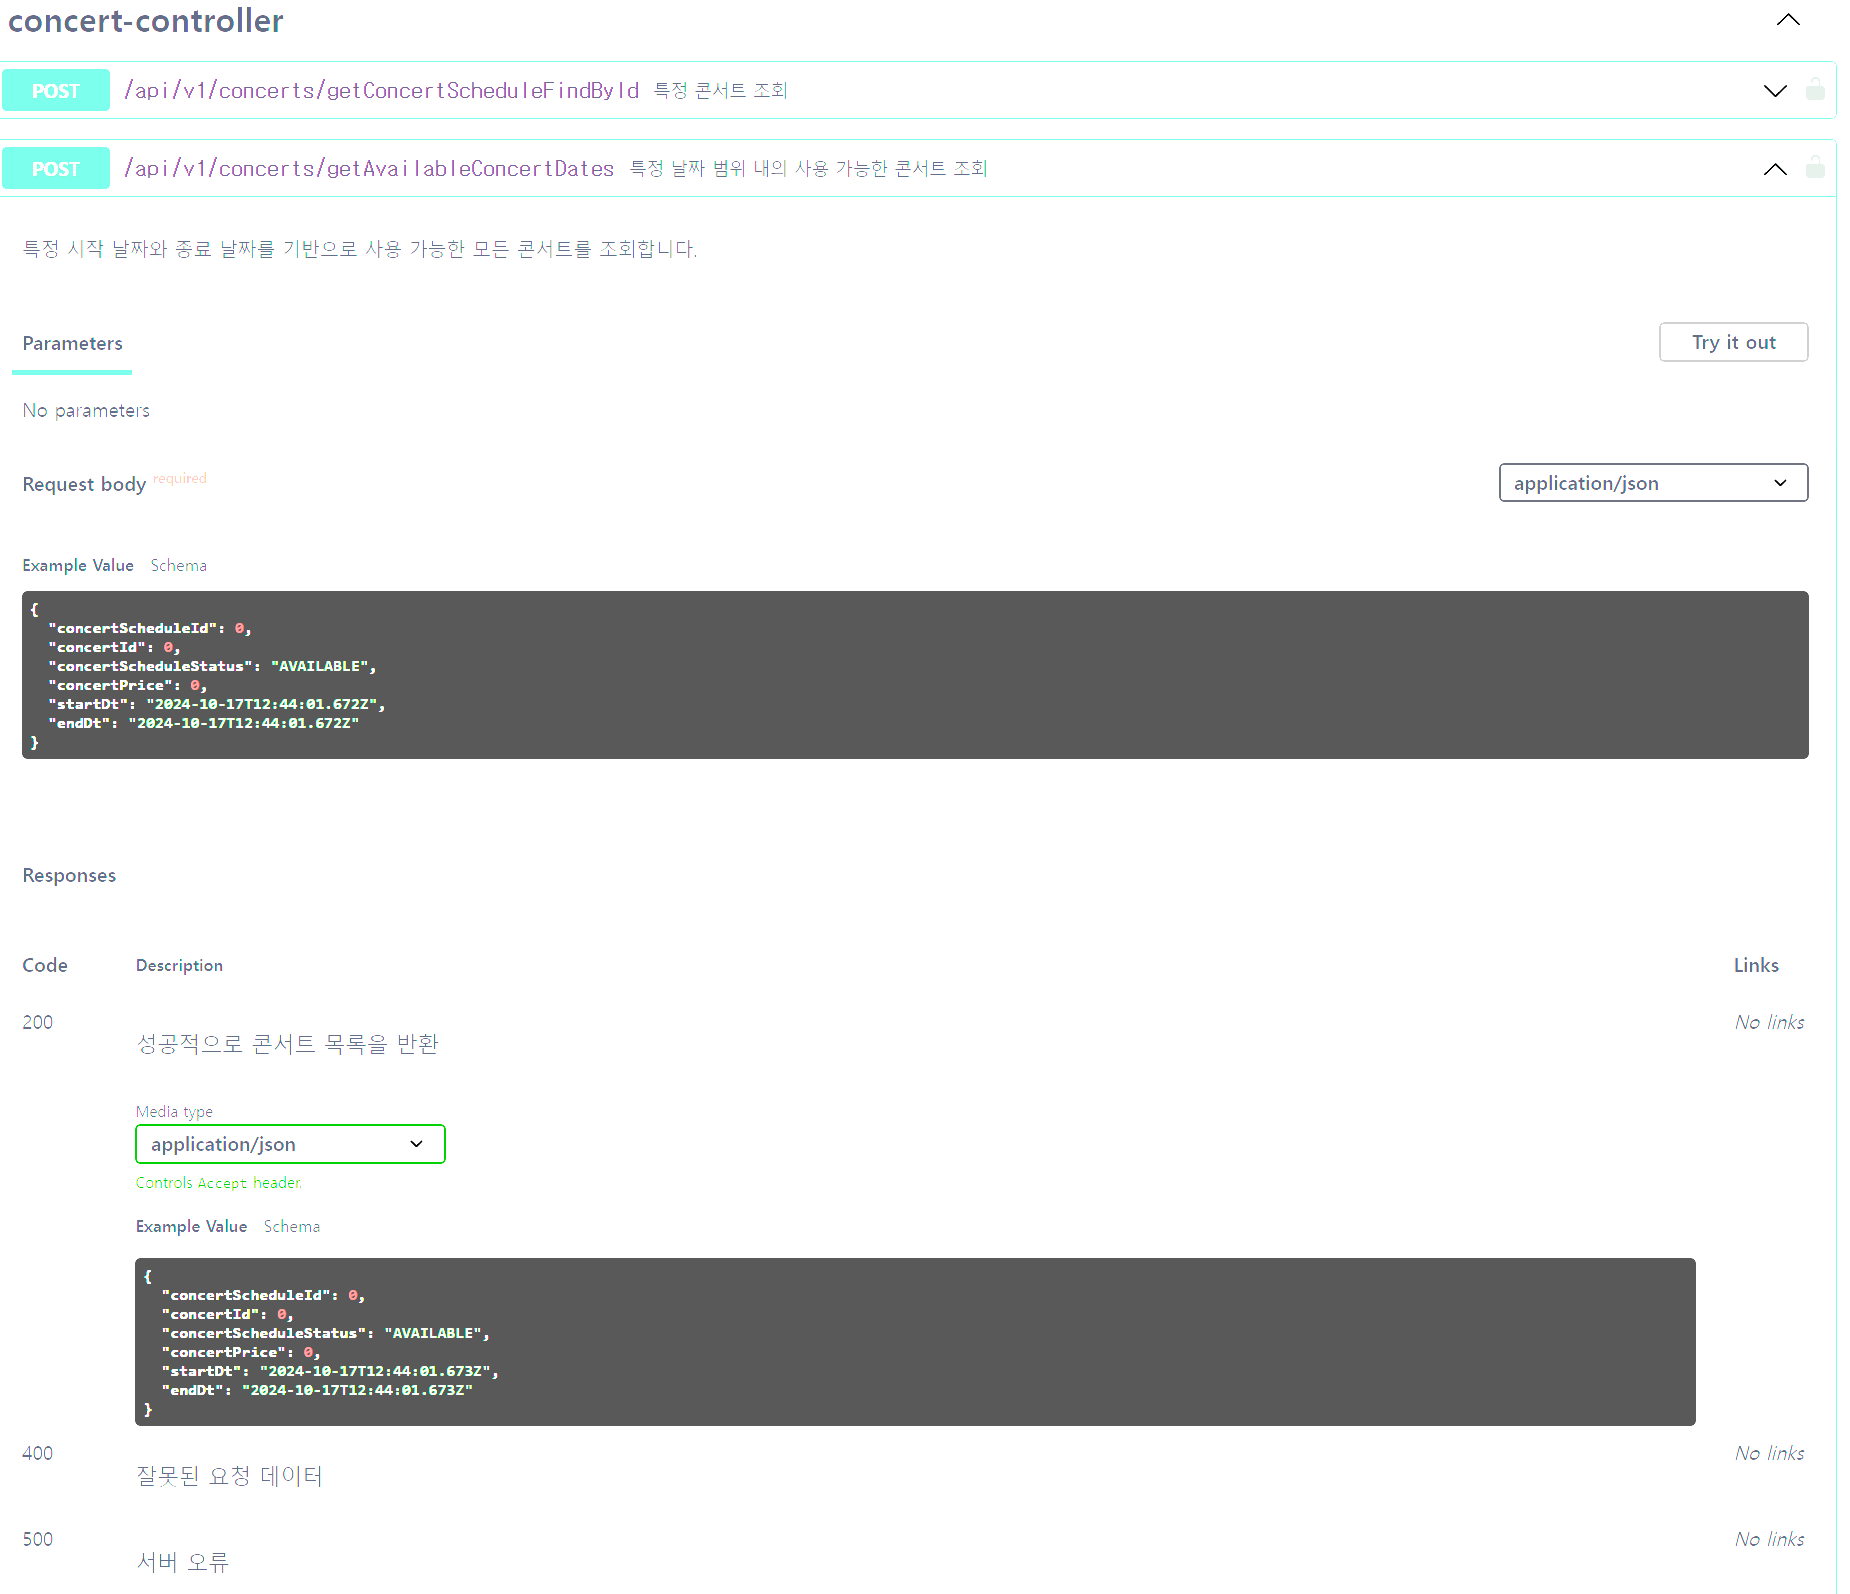 concert-controller
POST /api/v1/concerts/getConcertScheduleFindById 특정 콘서트 조회
POST /api/v1/concerts/getAvailableConcertDates 특정 날짜 범위 내의 사용 가능한 콘서트 조회
특정 시작 날짜와 종료 날짜를 기반으로 사용 가능한 모든 콘서트를 조회합니다.
Parameters Try it out
No parameters
Request body required application/json
Example Value Schema
{
"concertScheduleId": 0,
"concertId": 0,
"concertScheduleStatus": "AVAILABLE",
"concertPrice": 0,
"startDt": "2024-10-17T12:44:01.672Z",
"endDt": "2024-10-17T12:44:01.672Z"
}
Responses
Code Description Links
200 No links
성공적으로 콘서트 목록을 반환
Media type
application/json
Controls Accept header.
Example Value Schema
{
"concertScheduleId": 0,
"concertId": 0,
"concertScheduleStatus": "AVAILABLE",
"concertPrice": 0,
"startDt": "2024-10-17T12:44:01.673Z",
"endDt": "2024-10-17T12:44:01.673Z"
}
400 No links
잘못된 요청 데이터
500 No links
서버 오류